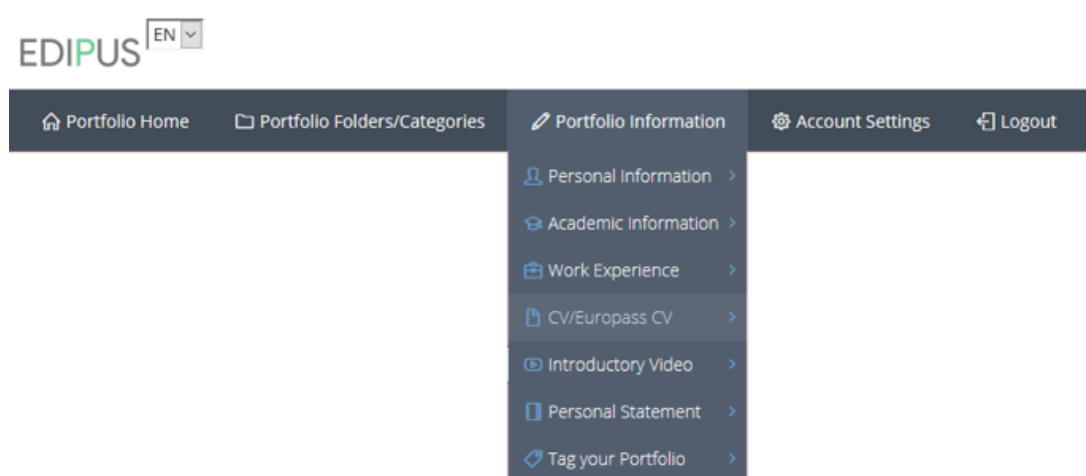 EDIPUS EN
Portfolio Home Portfolio Folders/Categories Portfolio Information Account Settings Logout
Personal Information
Academic Information
Work Experience
CV/Europass CV
Introductory Video
Personal Statement
Tag your Portfolio